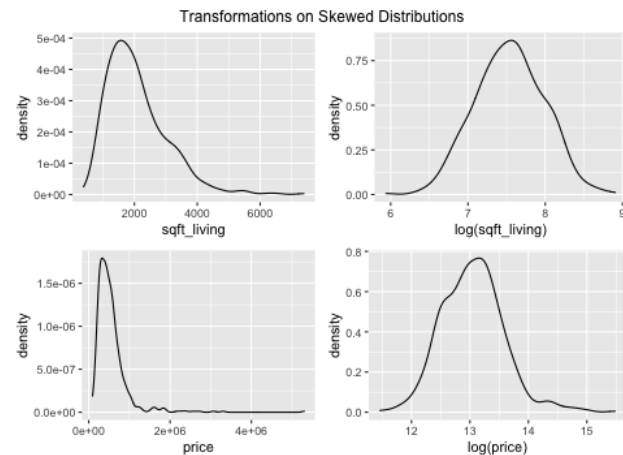 Transformations on Skewed Distributions
5e-04
4e-04
3e-04
2e-04
1e-04
0e+00
density
2000 4000 6000
sqft_living
0.75
0.50
0.25
0.00
density
6 7 8 9
log(sqft_living)
1.5e-06
1.0e-06
5.0e-07
0.0e+00
density
0e+00 2e+06 4e+06
price
0.8
0.6
0.4
0.2
0.0
density
12 13 14 15
log(price)